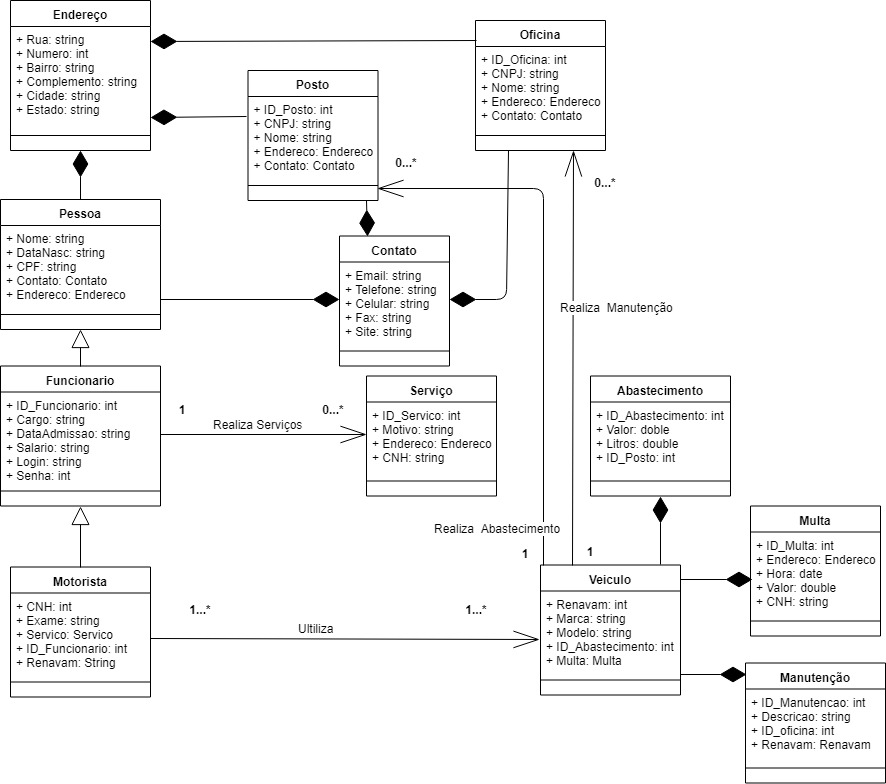 Endereço
+ Rua: string
+ Numero: int
+ Bairro: string
+ Complemento: string
+ Cidade: string
+ Estado: string
Oficina
+ ID_Oficina: int
+ CNPJ: string
+ Nome: string
+ Endereco: Endereco
+ Contato: Contato
Posto
+ ID_Posto: int
+ CNPJ: string
+ Nome: string
+ Endereco: Endereco
+ Contato: Contato
0...*
0...*
Pessoa
+ Nome: string
+ DataNasc: string
+ CPF: string
+ Contato: Contato
+ Endereco: Endereco
Contato
+ Email: string
+ Telefone: string
+ Celular: string
+ Fax: string
+ Site: string
Realiza Manutenção
Funcionario
+ ID_Funcionario: int
+ Cargo: string
+ DataAdmissao: string
+ Salario: string
+ Login: string
+ Senha: int
1
0...*
Realiza Serviços
Serviço
+ ID_Servico: int
+ Motivo: string
+ Endereco: Endereco
+ CNH: string
Abastecimento
+ ID_Abastecimento: int
+ Valor: doble
+ Litros: double
+ ID_Posto: int
Realiza Abastecimento
1
1
Multa
+ ID_Multa: int
+ Endereco: Endereco
+ Hora: date
+ Valor: double
+ CNH: string
Motorista
+ CNH: int
+ Exame: string
+ Servico: Servico
+ ID_Funcionario: int
+ Renavam: String
1...*
1...*
Ultiliza
Veiculo
+ Renavam: int
+ Marca: string
+ Modelo: string
+ ID_Abastecimento: int
+ Multa: Multa
Manutenção
+ ID_Manutencao: int
+ Descricao: string
+ ID_oficina: int
+ Renavam: Renavam